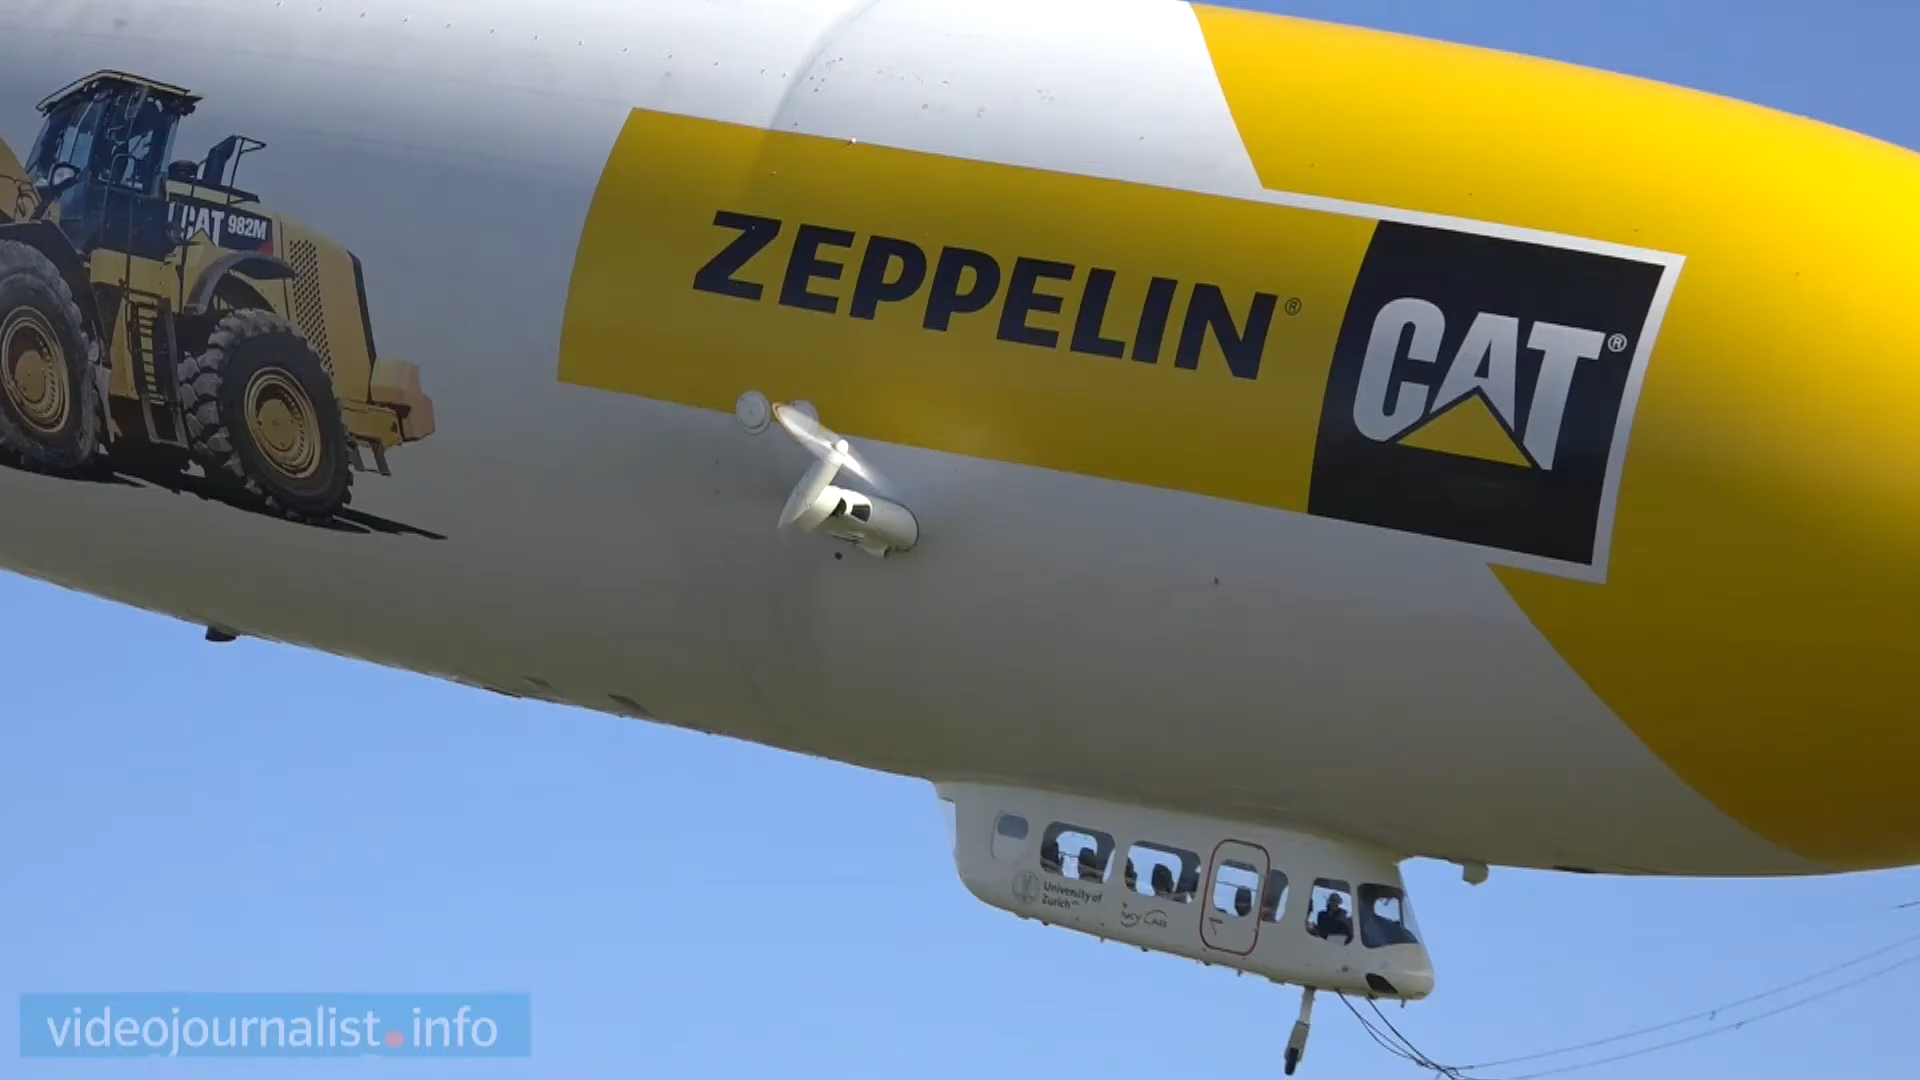 CAT 982M
ZEPPELIN®
CAT®
University of
Zurich
videojournalist.info